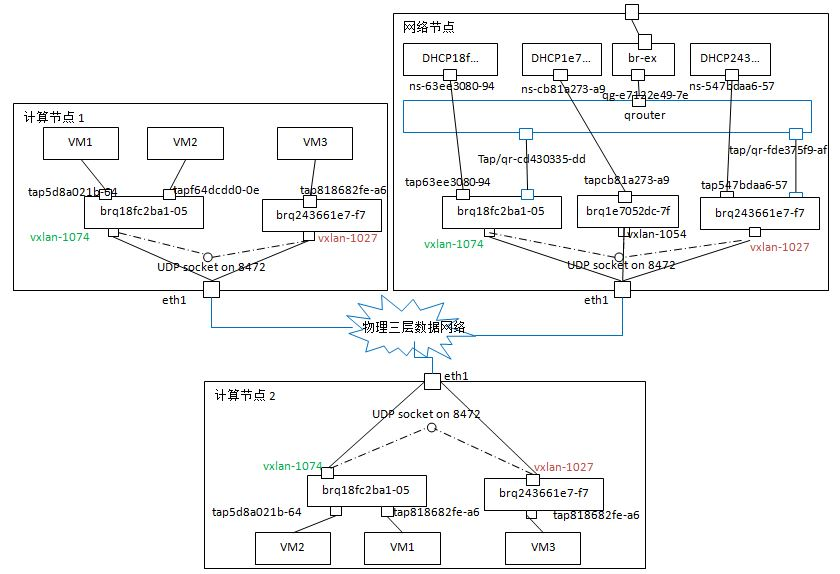 网络节点
DHCP18f...
DHCP1e7...
br-ex
DHCP243...
ns-63ee3080-94
ns-cb81a273-a9
qg-e7122e49-7e
ns-547bdaa6-57
qrouter
Tap/qr-cd430335-dd
tap/qr-fde375f9-af
tap63ee3080-94
tapcb81a273-a9
tap547bdaa6-57
brq18fc2ba1-05
brq1e7052dc-7f
brq243661e7-f7
vxlan-1074
vxlan-1054
vxlan-1027
UDP socket on 8472
eth1
计算节点 1
VM1
VM2
VM3
tap5d8a021b-64
tapf64dcdd0-0e
tap818682fe-a6
brq18fc2ba1-05
brq243661e7-f7
vxlan-1074
vxlan-1027
UDP socket on 8472
eth1
物理三层数据网络
eth1
计算节点 2
UDP socket on 8472
vxlan-1074
vxlan-1027
brq18fc2ba1-05
brq243661e7-f7
tap5d8a021b-64
tap818682fe-a6
tap818682fe-a6
VM2
VM1
VM3